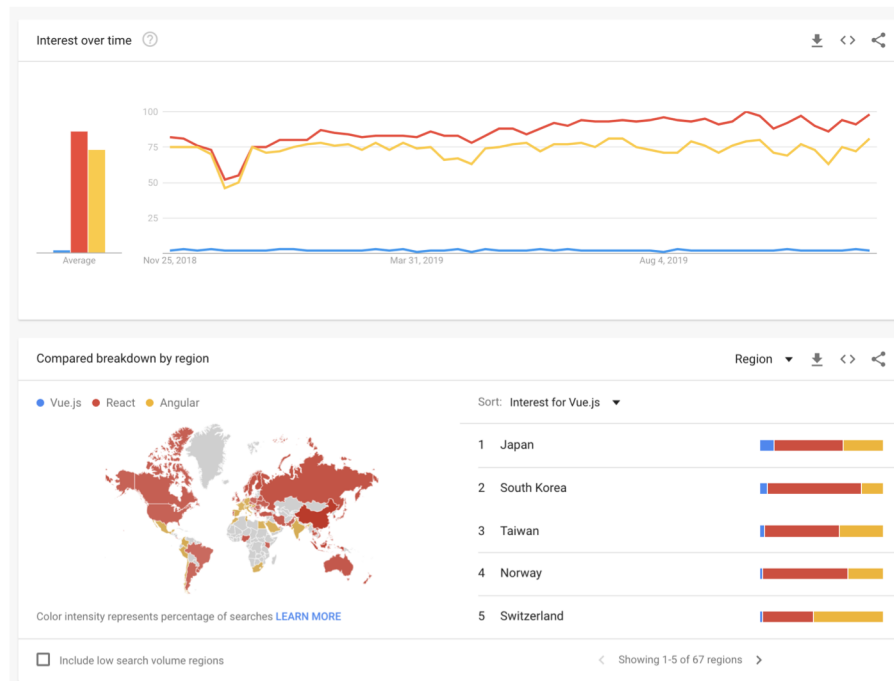 Interest over time ?
100
75
50
25
Average
Nov 25, 2018 Mar 31, 2019 Aug 4, 2019
Compared breakdown by region
Region
Vue.js React Angular
Sort: Interest for Vue.js
1 Japan
2 South Korea
3 Taiwan
4 Norway
5 Switzerland
Color intensity represents percentage of searches LEARN MORE
Include low search volume regions
Showing 1-5 of 67 regions